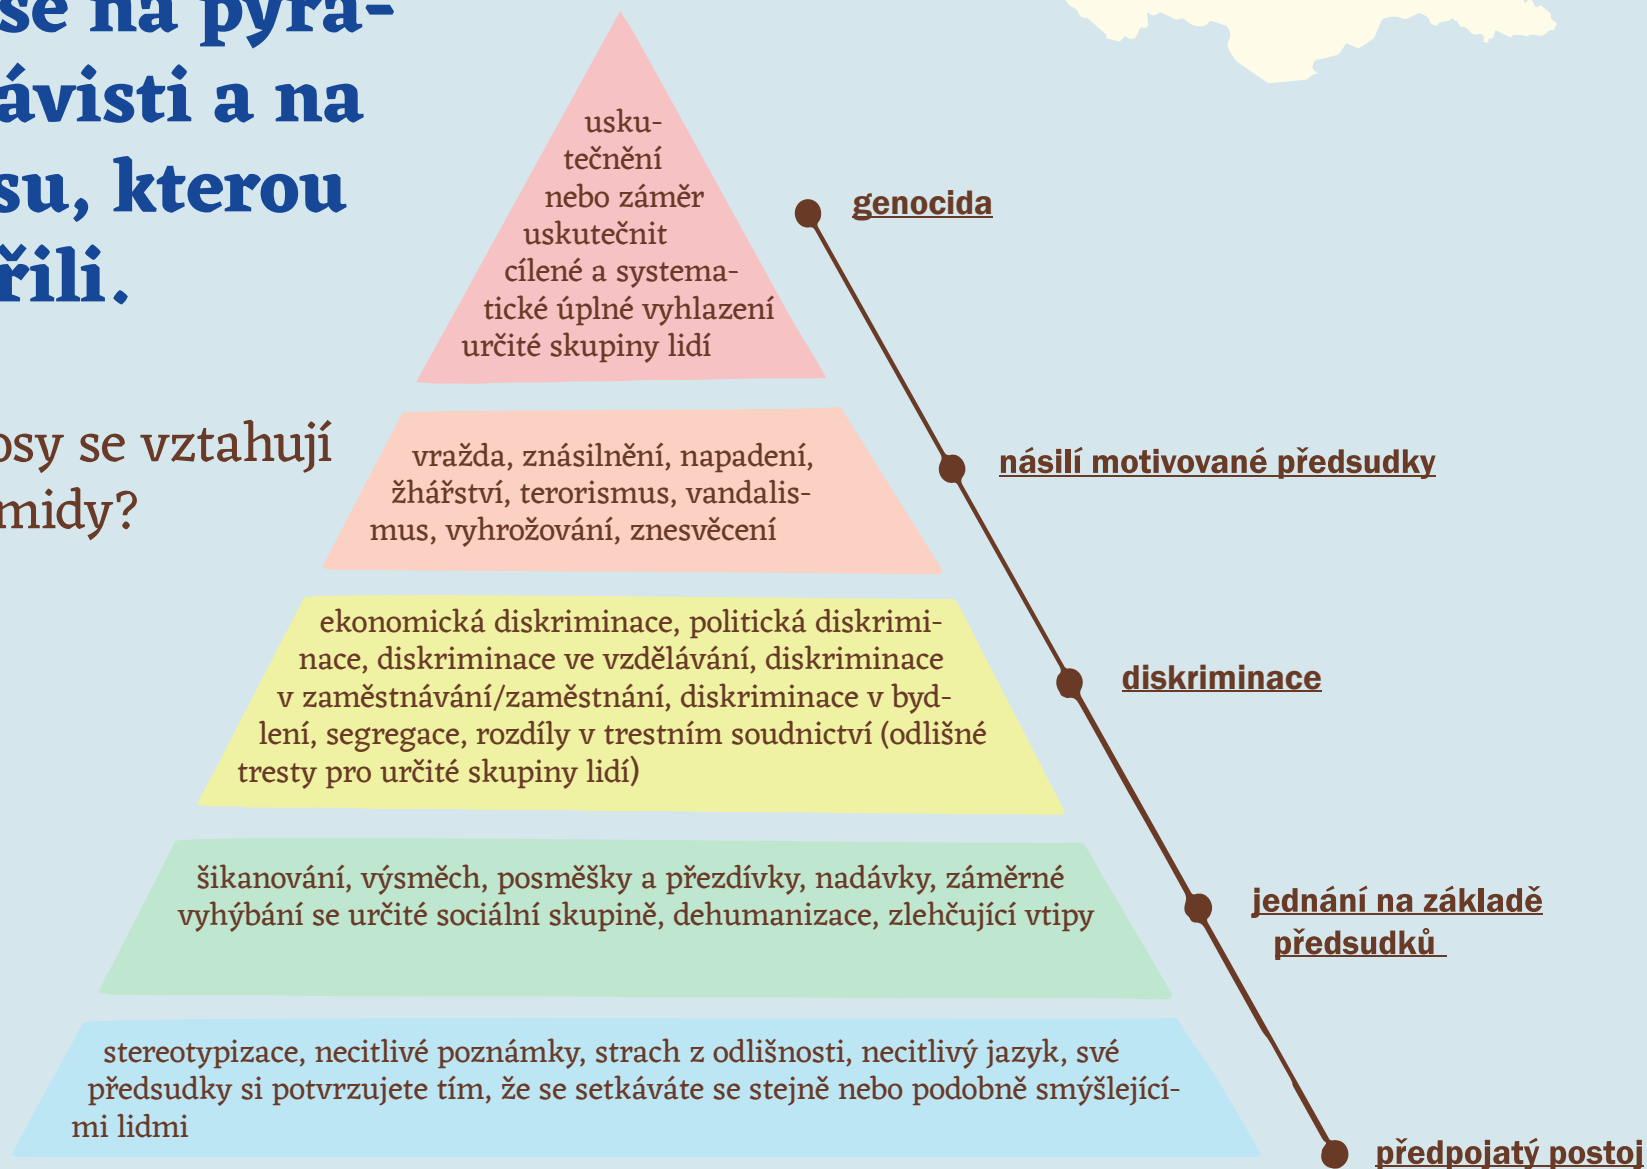 se na pyra-
ávisti a na
su, kterou
řili.
osy se vztahují
midy?
usku-
tečnění
nebo záměr
uskutečnit
cílené a systema-
tické úplné vyhlazení
určité skupiny lidí
genocida
vražda, znásilnění, napadení,
žhářství, terorismus, vandalis-
mus, vyhrožování, znesvěcení
násilí motivované předsudky
ekonomická diskriminace, politická diskrimi-
nace, diskriminace ve vzdělávání, diskriminace
v zaměstnávání/zaměstnání, diskriminace v byd-
lení, segregace, rozdíly v trestním soudnictví (odlišné
tresty pro určité skupiny lidí)
diskriminace
šikanování, výsměch, posměšky a přezdívky, nadávky, záměrné
vyhýbání se určité sociální skupině, dehumanizace, zlehčující vtipy
jednání na základě
předsudků
stereotypizace, necitlivé poznámky, strach z odlišnosti, necitlivý jazyk, své
předsudky si potvrzujete tím, že se setkáváte se stejně nebo podobně smýšlející-
mi lidmi
předpojatý postoj